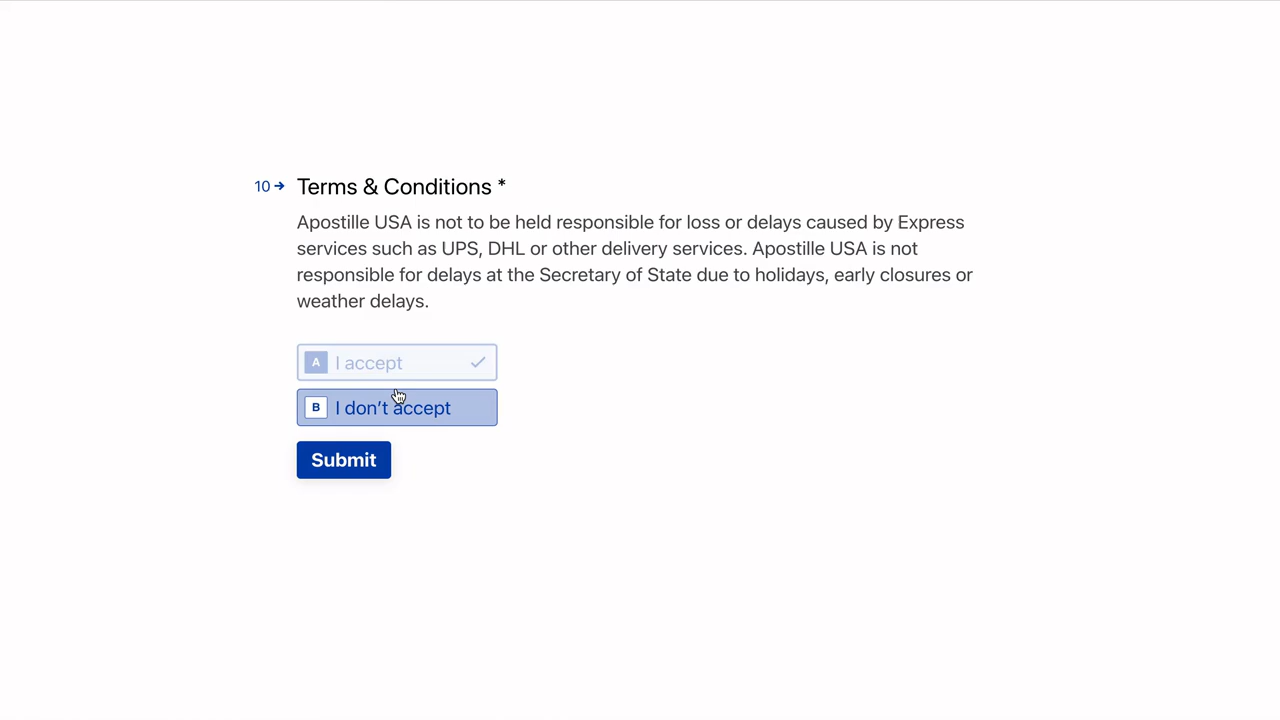 10→ Terms & Conditions *
Apostille USA is not to be held responsible for loss or delays caused by Express
services such as UPS, DHL or other delivery services. Apostille USA is not
responsible for delays at the Secretary of State due to holidays, early closures or
weather delays.
A I accept
B I don’t accept
Submit